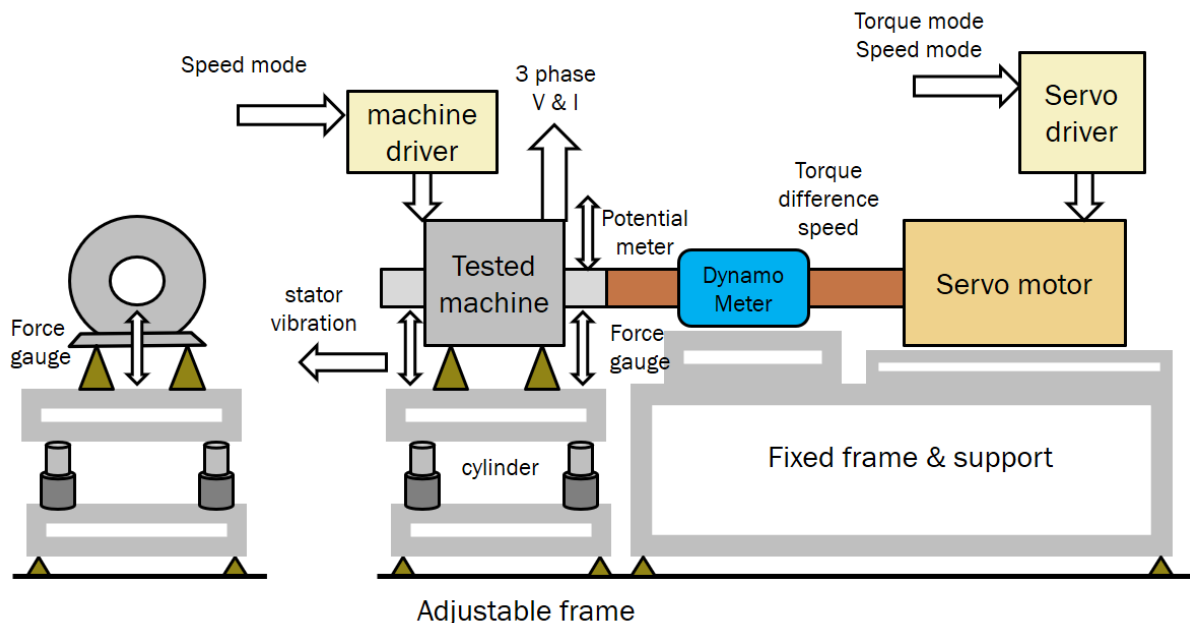 Torque mode
Speed mode
Speed mode
3 phase
V & I
machine
driver
Servo
driver
Torque
difference
speed
Potential
meter
Tested
machine
Dynamo
Meter
Servo motor
stator
vibration
Force
gauge
Force
gauge
cylinder
Fixed frame & support
Adjustable frame